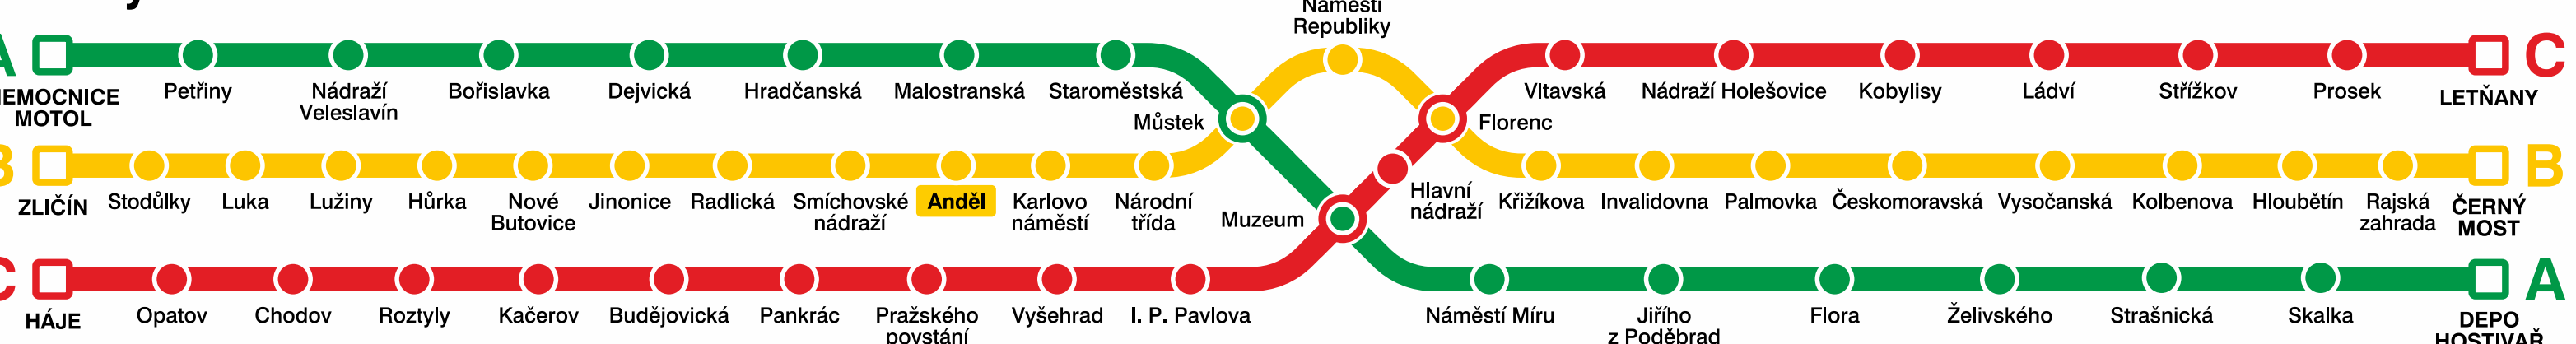 Náměstí
Republiky
A
C
Petřiny
Nádraží
Veleslavín
Bořislavka
Dejvická
Hradčanská
Malostranská
Staroměstská
Vltavská
Nádraží Holešovice
Kobylisy
Ládví
Střížkov
Prosek
NEMOCNICE
MOTOL
LETŇANY
Můstek
Florenc
B
B
ZLIČÍN
Stodůlky
Luka
Lužiny
Hůrka
Nové
Butovice
Jinonice
Radlická
Smíchovské
nádraží
Anděl
Karlovo
náměstí
Národní
třída
Muzeum
Hlavní
nádraží
Křižíkova
Invalidovna
Palmovka
Českomoravská
Vysočanská
Kolbenova
Hloubětín
Rajská
zahrada
ČERNÝ
MOST
C
A
HÁJE
Opatov
Chodov
Roztyly
Kačerov
Budějovická
Pankrác
Pražského
povstání
Vyšehrad
I. P. Pavlova
Náměstí Míru
Jiřího
z Poděbrad
Flora
Želivského
Strašnická
Skalka
DEPO
HOSTIVAŘ